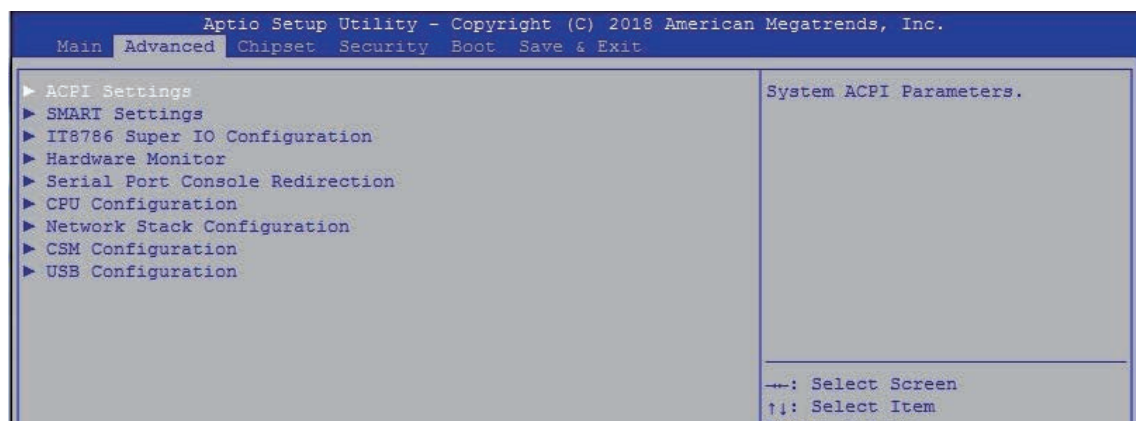 Aptio Setup Utility - Copyright (C) 2018 American Megatrends, Inc.
Main Advanced Chipset Security Boot Save & Exit
► ACPI Settings
► SMART Settings
► IT8786 Super IO Configuration
► Hardware Monitor
► Serial Port Console Redirection
► CPU Configuration
► Network Stack Configuration
► CSM Configuration
► USB Configuration
System ACPI Parameters.
→←: Select Screen
↑↓: Select Item